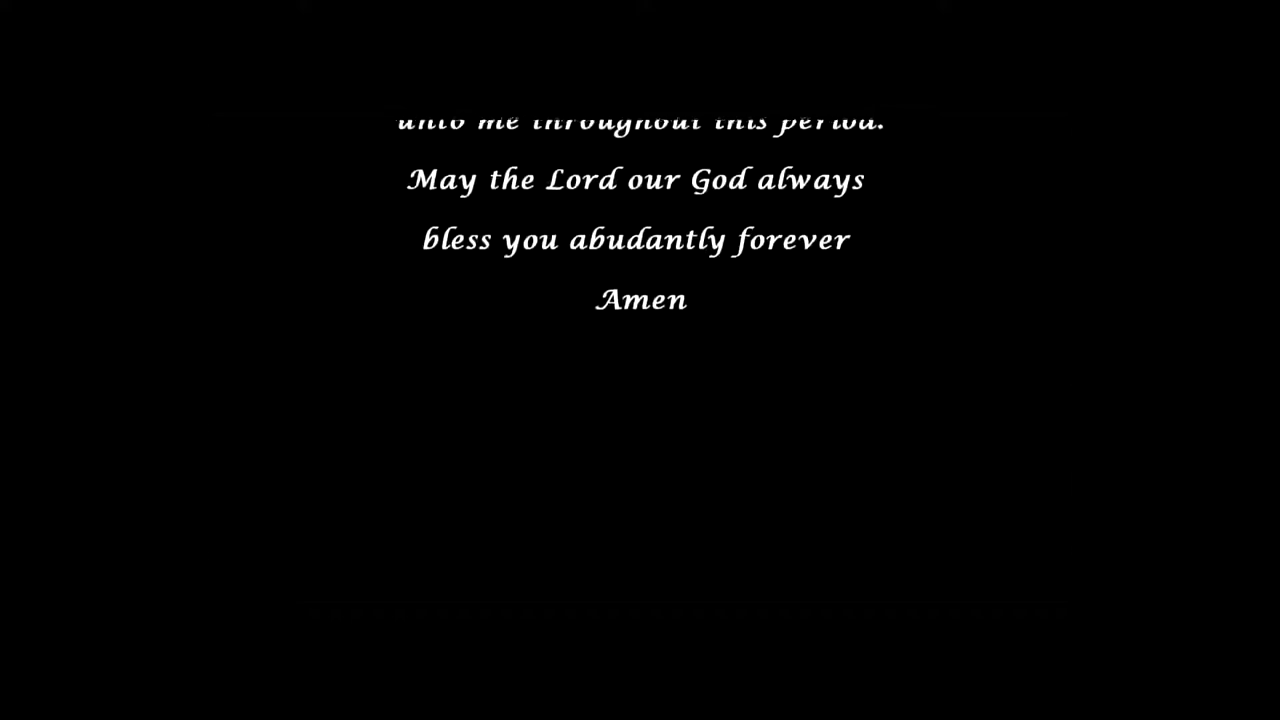 unto me throughout this period.
May the Lord our God always
bless you abudantly forever
Amen